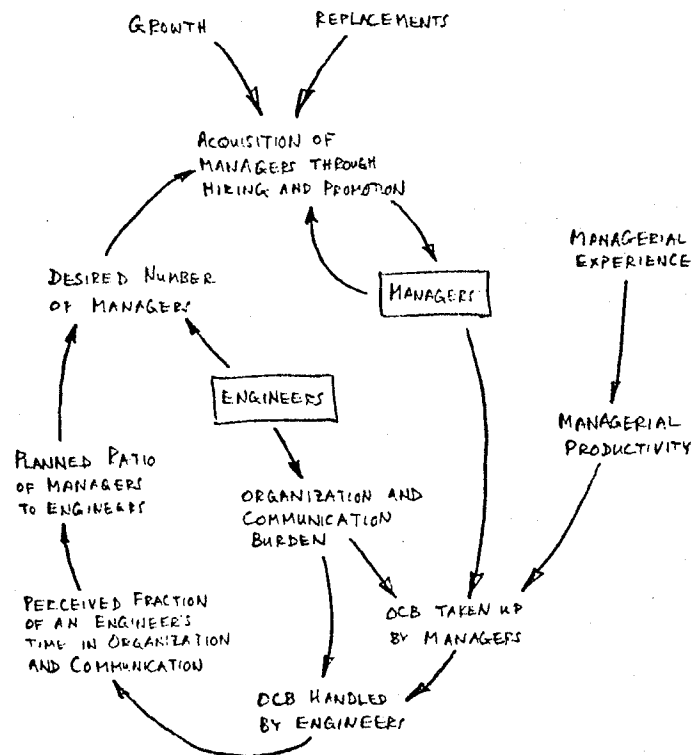 GROWTH
REPLACEMENTS
ACQUISITION OF
MANAGERS THROUGH
HIRING AND PROMOTION
MANAGERIAL
EXPERIENCE
DESIRED NUMBER
OF MANAGERS
MANAGERS
ENGINEERS
MANAGERIAL
PRODUCTIVITY
PLANNED RATIO
OF MANAGERS
TO ENGINEERS
ORGANIZATION AND
COMMUNICATION
BURDEN
PERCEIVED FRACTION
OF AN ENGINEER'S
TIME IN ORGANIZATION
AND COMMUNICATION
OCB TAKEN UP
BY MANAGERS
OCB HANDLED
BY ENGINEERS